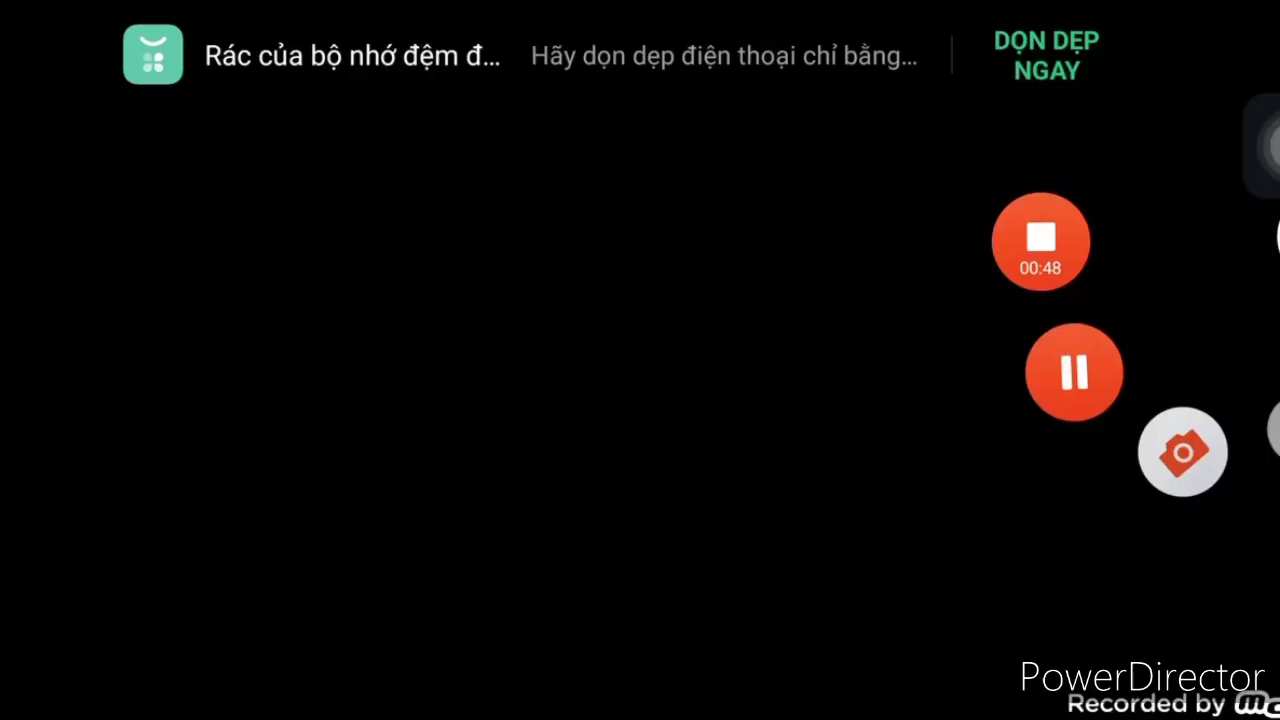 Rác của bộ nhớ đệm đ...
Hãy dọn dẹp điện thoại chỉ bằng...
DỌN DẸP
NGAY
00:48
PowerDirector
Recorded by